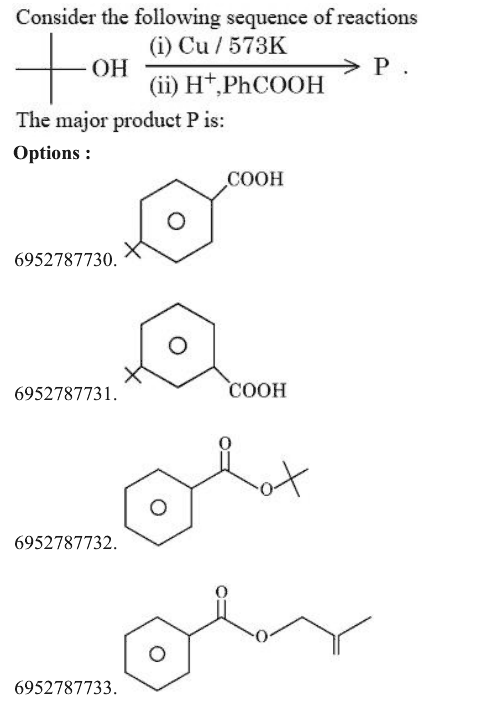 Consider the following sequence of reactions
(i) Cu / 573K
OH
P .
(ii) H⁺,PhCOOH
The major product P is:
Options :
COOH
6952787730.
COOH
6952787731.
O
O
6952787732.
O
O
6952787733.